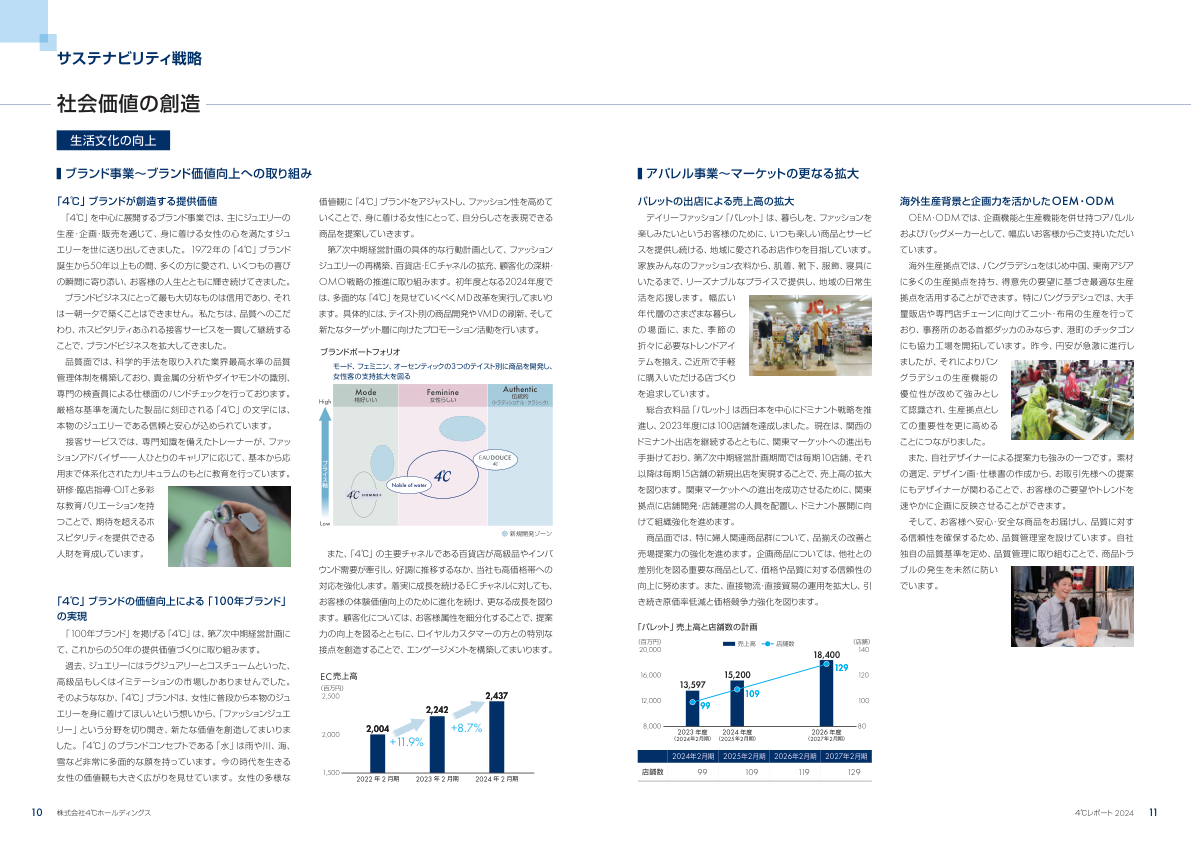 サステナビリティ戦略
社会価値の創造
生活文化の向上
ブランド事業～ブランド価値向上への取り組み
「4℃」ブランドが創造する提供価値
「4℃」を中心に展開するブランド事業では、主にジュエリーの
生産・企画・販売を通じて、身に着ける女性の心を満たすジュ
エリーを世に送り出してきました。1972年の「4℃」ブランド
誕生から50年以上もの間、多くの方に愛され、いくつもの喜び
の瞬間に寄り添い、お客様の人生とともに輝き続けてきました。
ブランドビジネスにとって最も大切なものは信用であり、それ
は一朝一夕で築くことはできません。私たちは、品質へのこだ
わり、ホスピタリティあふれる接客サービスを一貫して継続する
ことで、ブランドビジネスを拡大してきました。
品質面では、科学的手法を取り入れた業界最高水準の品質
管理体制を構築しており、貴金属の分析やダイヤモンドの識別、
専門の検査員による仕様面のハンドチェックを行っております。
厳格な基準を満たした製品に刻印される「4℃」の文字には、
本物のジュエリーである信頼と安心が込められています。
接客サービスでは、専門知識を備えたトレーナーが、ファッ
ションアドバイザー一人ひとりのキャリアに応じて、基本から応
用まで体系化されたカリキュラムのもとに教育を行っています。
研修・臨店指導・OJTと多彩
な教育バリエーションを持
つことで、期待を超えるホ
スピタリティを提供できる
人財を育成しています。
「4℃」ブランドの価値向上による「100年ブランド」
の実現
「100年ブランド」を掲げる「4℃」は、第7次中期経営計画に
て、これからの50年の提供価値づくりに取り組みます。
過去、ジュエリーにはラグジュアリーとコスチュームといった、
高級品もしくはイミテーションの市場しかありませんでした。
そのようななか、「4℃」ブランドは、女性に普段から本物のジュ
エリーを身に着けてほしいという想いから、「ファッションジュエ
リー」という分野を切り開き、新たな価値を創造してまいりま
した。「4℃」のブランドコンセプトである「水」は雨や川、海、
雪など非常に多面的な顔を持っています。今の時代を生きる
女性の価値観も大きく広がりを見せています。女性の多様な
価値観に「4℃」ブランドをアジャストし、ファッション性を高めて
いくことで、身に着ける女性にとって、自分らしさを表現できる
商品を提案していきます。
第7次中期経営計画の具体的な行動計画として、ファッション
ジュエリーの再構築、百貨店・ECチャネルの拡充、顧客化の深耕・
OMO戦略の推進に取り組みます。初年度となる2024年度で
は、多面的な「4℃」を見せていくべくMD改革を実行してまいり
ます。具体的には、テイスト別の商品開発やVMDの刷新、そして
新たなターゲット層に向けたプロモーション活動を行います。
ブランドポートフォリオ
モード、フェミニン、オーセンティックの3つのテイスト別に商品を開発し、
女性客の支持拡大を図る
Mode
格好いい
Feminine
女性らしい
Authentic
伝統的
(トラディショナル・クラシック)
High
プライス軸
Low
4℃ HOMME+
Noble of water
4℃
EAUDOUCE
4℃
新規開発ゾーン
また、「4℃」の主要チャネルである百貨店が高級品やインバ
ウンド需要が牽引し、好調に推移するなか、当社も高価格帯への
対応を強化します。着実に成長を続けるECチャネルに対しても、
お客様の体験価値向上のために進化を続け、更なる成長を図り
ます。顧客化については、お客様属性を細分化することで、提案
力の向上を図るとともに、ロイヤルカスタマーの方との特別な
接点を創造することで、エンゲージメントを構築してまいります。
EC売上高
(百万円)
2,500
2,000
1,500
2,004
2,242
2,437
+11.9%
+8.7%
2022年2月期
2023年2月期
2024年2月期
アパレル事業～マーケットの更なる拡大
パレットの出店による売上高の拡大
デイリーファッション「パレット」は、暮らしを、ファッションを
楽しみたいというお客様のために、いつも楽しい商品とサービ
スを提供し続ける、地域に愛されるお店作りを目指しています。
家族みんなのファッション衣料から、肌着、靴下、服飾、寝具に
いたるまで、リーズナブルなプライスで提供し、地域の日常生
活を応援します。幅広い
年代層のさまざまな暮らし
の場面に、また、季節の
折々に必要なトレンドアイ
テムを揃え、ご近所で手軽
に購入いただける店づくり
を追求しています。
パレット
総合衣料品「パレット」は西日本を中心にドミナント戦略を推
進し、2023年度には100店舗を達成しました。現在は、関西の
ドミナント出店を継続するとともに、関東マーケットへの進出も
手掛けており、第7次中期経営計画期間では毎期10店舗、それ
以降は毎期15店舗の新規出店を実現することで、売上高の拡大
を図ります。関東マーケットへの進出を成功させるために、関東
拠点に店舗開発・店舗運営の人員を配置し、ドミナント展開に向
けて組織強化を進めます。
商品面では、特に婦人関連商品群について、品揃えの改善と
売場提案力の強化を進めます。企画商品については、他社との
差別化を図る重要な商品として、価格や品質に対する信頼性の
向上に努めます。また、直接物流・直接貿易の運用を拡大し、引
き続き原価率低減と価格競争力強化を図ります。
「パレット」売上高と店舗数の計画
(百万円)
20,000
16,000
12,000
8,000
売上高
店舗数
(店舗)
140
120
100
80
13,597
15,200
18,400
99
109
129
2023年度
(2024年2月期)
2024年度
(2025年2月期)
2026年度
(2027年2月期)
2024年2月期 2025年2月期 2026年2月期 2027年2月期
店舗数 99 109 119 129
海外生産背景と企画力を活かしたOEM・ODM
OEM・ODMでは、企画機能と生産機能を併せ持つアパレル
およびバッグメーカーとして、幅広いお客様からご支持いただい
ています。
海外生産拠点では、バングラデシュをはじめ中国、東南アジア
に多くの生産拠点を持ち、得意先の要望に基づき最適な生産
拠点を活用することができます。特にバングラデシュでは、大手
量販店や専門店チェーンに向けてニット・布帛の生産を行って
おり、事務所のある首都ダッカのみならず、港町のチッタゴン
にも協力工場を開拓しています。昨今、円安が急激に進行し
ましたが、それによりバン
グラデシュの生産機能の
優位性が改めて強みとし
て認識され、生産拠点とし
ての重要性を更に高める
ことにつながりました。
また、自社デザイナーによる提案力も強みの一つです。素材
の選定、デザイン画・仕様書の作成から、お取引先様への提案
にもデザイナーが関わることで、お客様のご要望やトレンドを
速やかに企画に反映させることができます。
そして、お客様へ安心・安全な商品をお届けし、品質に対す
る信頼性を確保するため、品質管理室を設けています。自社
独自の品質基準を定め、品質管理に取り組むことで、商品トラ
ブルの発生を未然に防い
でいます。
10 株式会社4℃ホールディングス
4℃レポート 2024 11